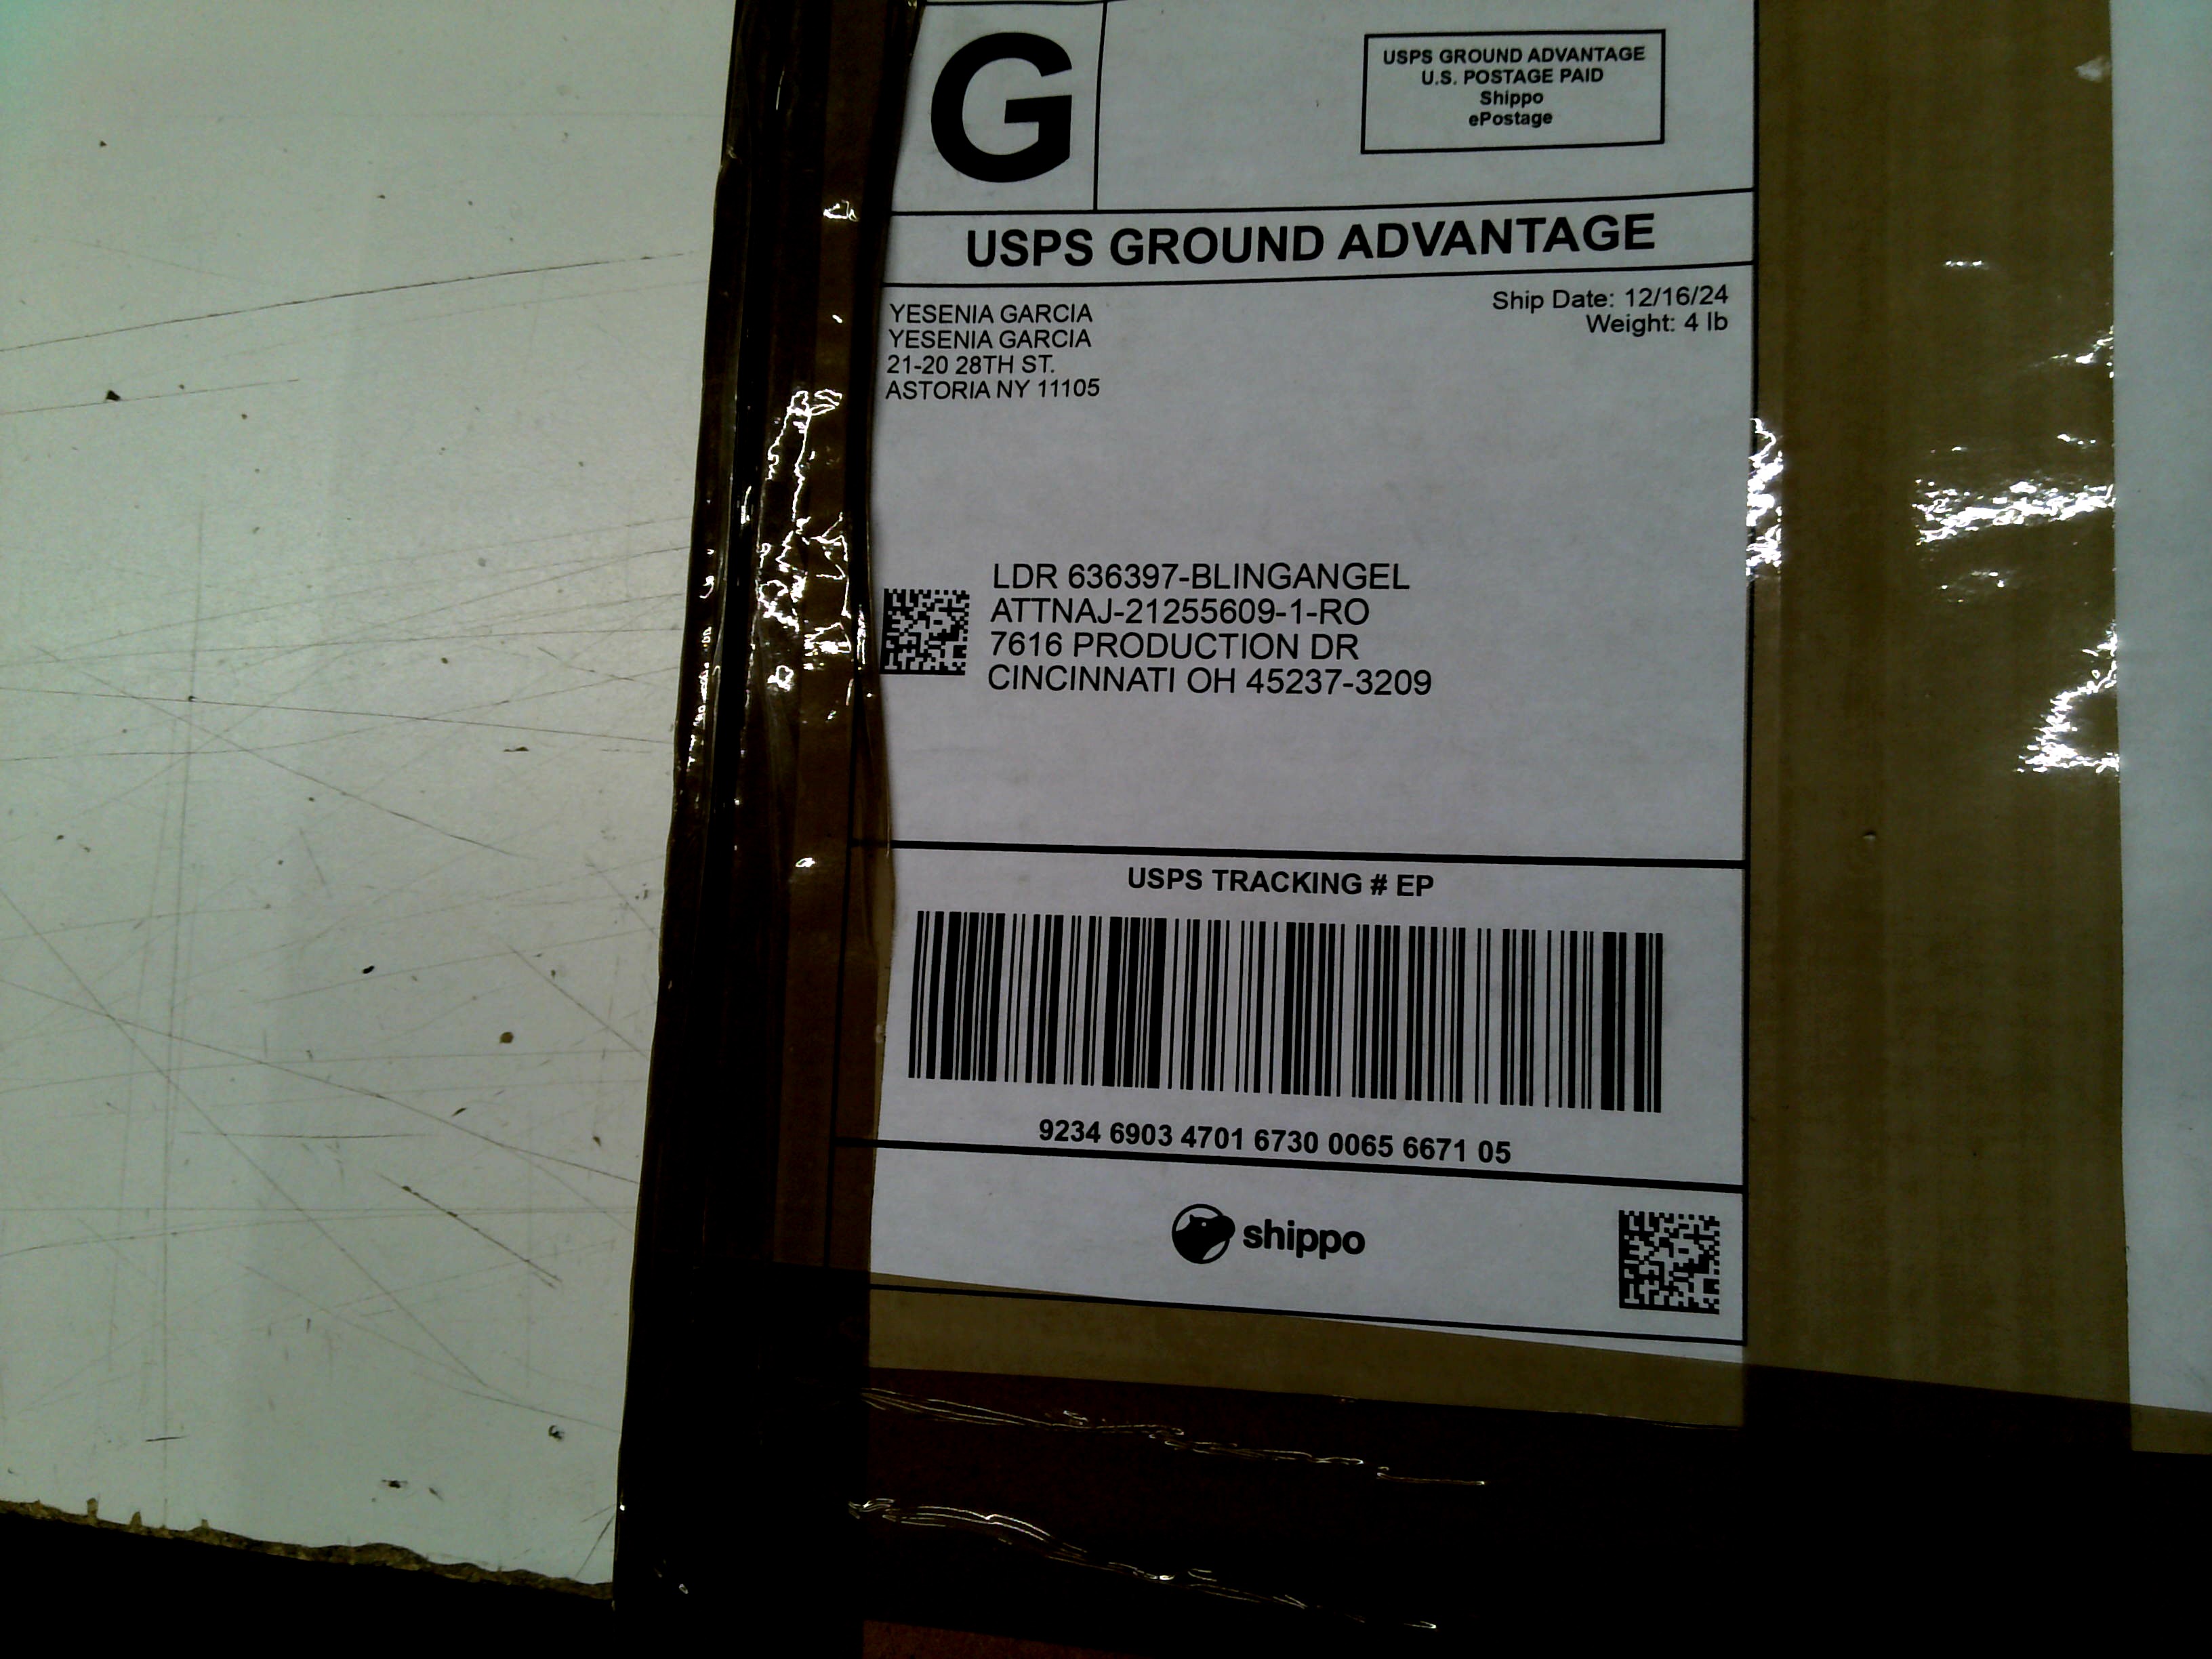 G
USPS GROUND ADVANTAGE
U.S. POSTAGE PAID
Shippo
ePostage
USPS GROUND ADVANTAGE
YESENIA GARCIA
YESENIA GARCIA
21-20 28TH ST.
ASTORIA NY 11105
Ship Date: 12/16/24
Weight: 4 lb
LDR 636397-BLINGANGEL
ATTNAJ-21255609-1-RO
7616 PRODUCTION DR
CINCINNATI OH 45237-3209
USPS TRACKING # EP
9234 6903 4701 6730 0065 6671 05
shippo